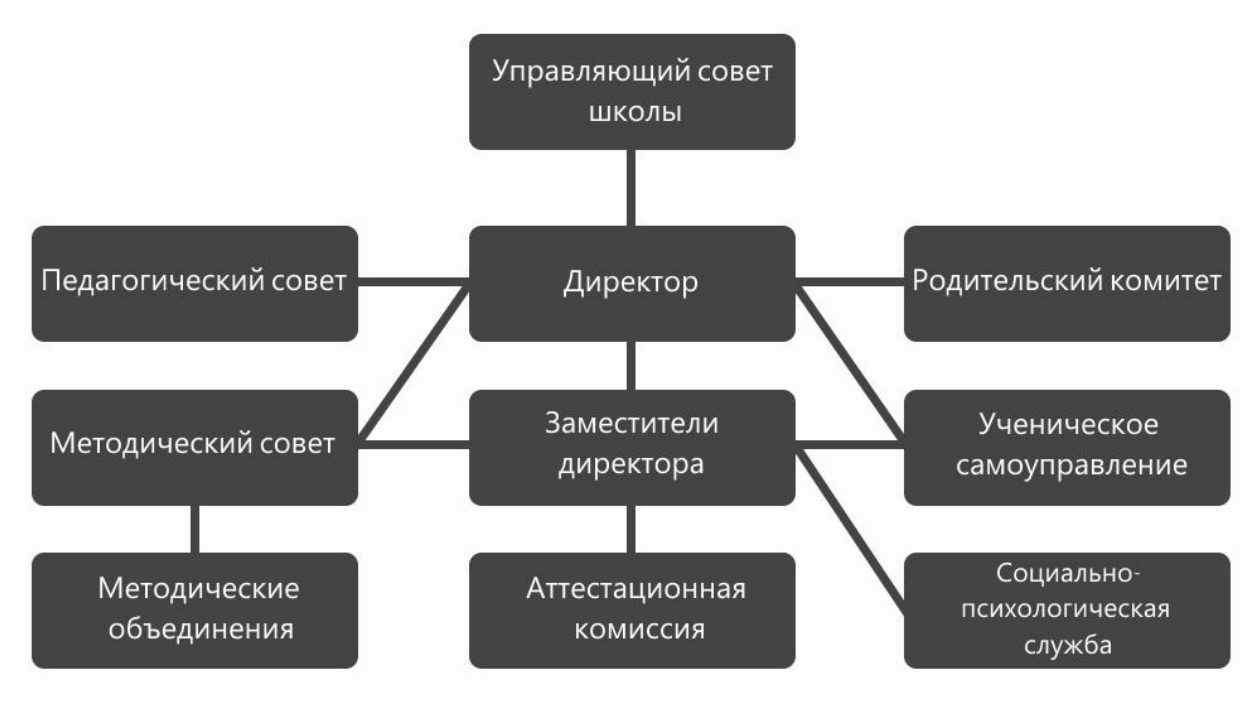 Управляющий совет
школы
Педагогический совет
Директор
Родительский комитет
Методический совет
Заместители
директора
Ученическое
самоуправление
Методические
объединения
Аттестационная
комиссия
Социально-
психологическая
служба